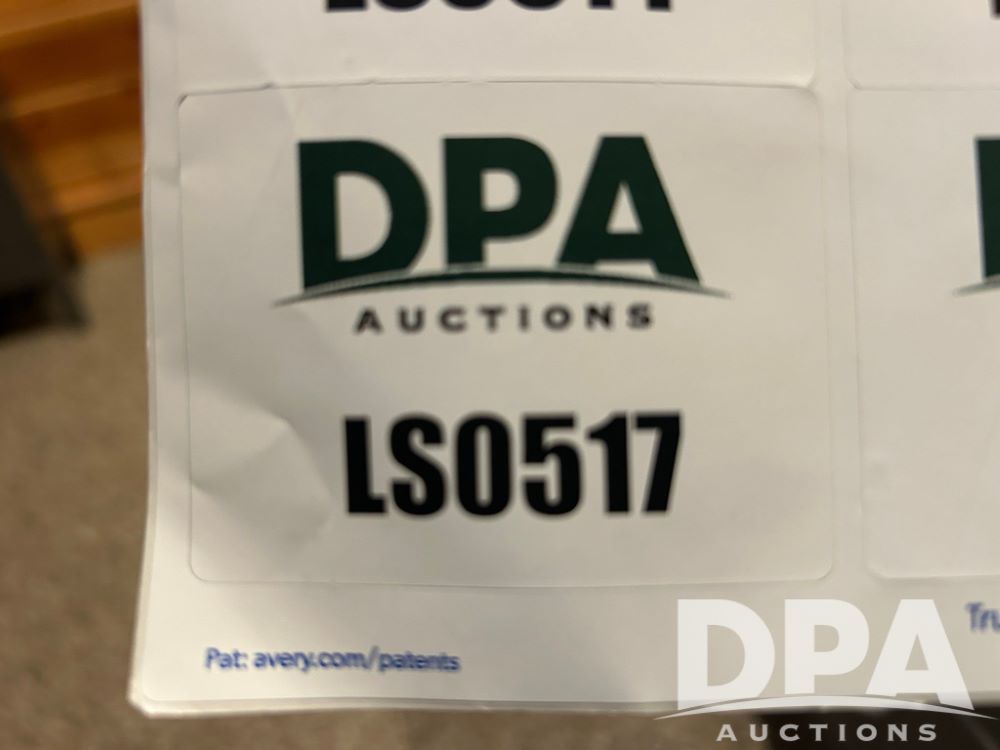 DPA
AUCTIONS
LS0517
Pat: avery.com/patents
DPA
AUCTIONS